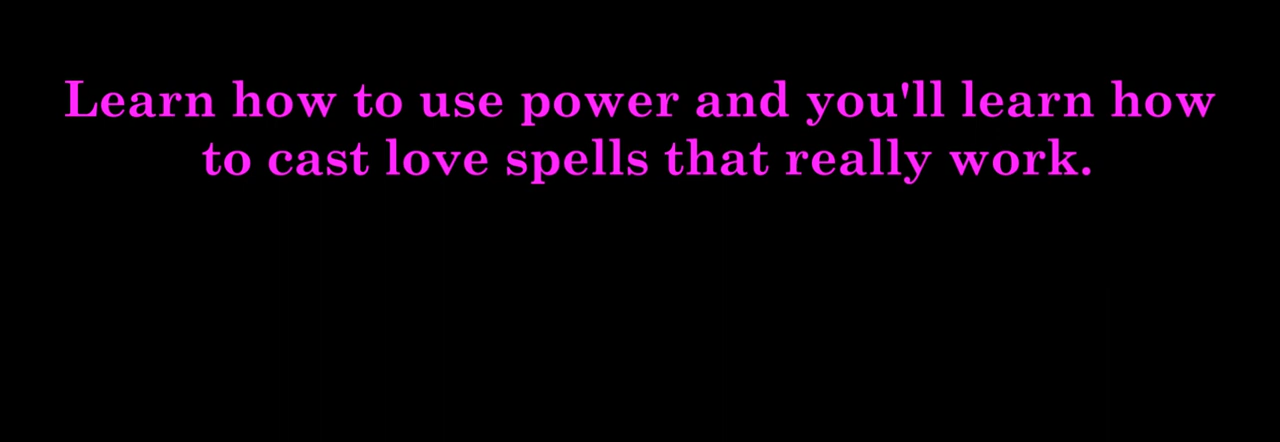 Learn how to use power and you'll learn how
to cast love spells that really work.